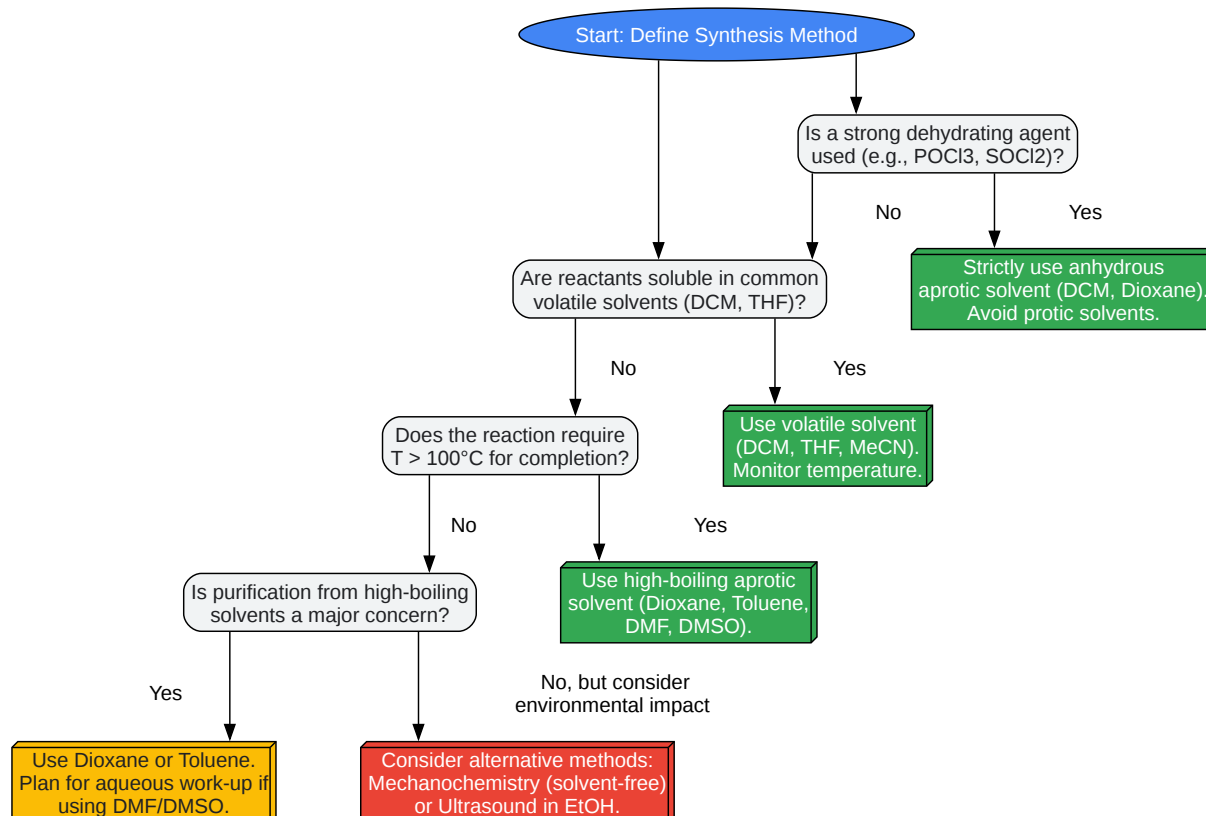 Start: Define Synthesis Method
Is a strong dehydrating agent
used (e.g., POCl3, SOCl2)?
No
Yes
Are reactants soluble in common
volatile solvents (DCM, THF)?
Strictly use anhydrous
aprotic solvent (DCM, Dioxane).
Avoid protic solvents.
No
Yes
Does the reaction require
T > 100°C for completion?
Use volatile solvent
(DCM, THF, MeCN).
Monitor temperature.
No
Yes
Is purification from high-boiling
solvents a major concern?
Use high-boiling aprotic
solvent (Dioxane, Toluene,
DMF, DMSO).
Yes
No, but consider
environmental impact
Use Dioxane or Toluene.
Plan for aqueous work-up if
using DMF/DMSO.
Consider alternative methods:
Mechanochemistry (solvent-free)
or Ultrasound in EtOH.